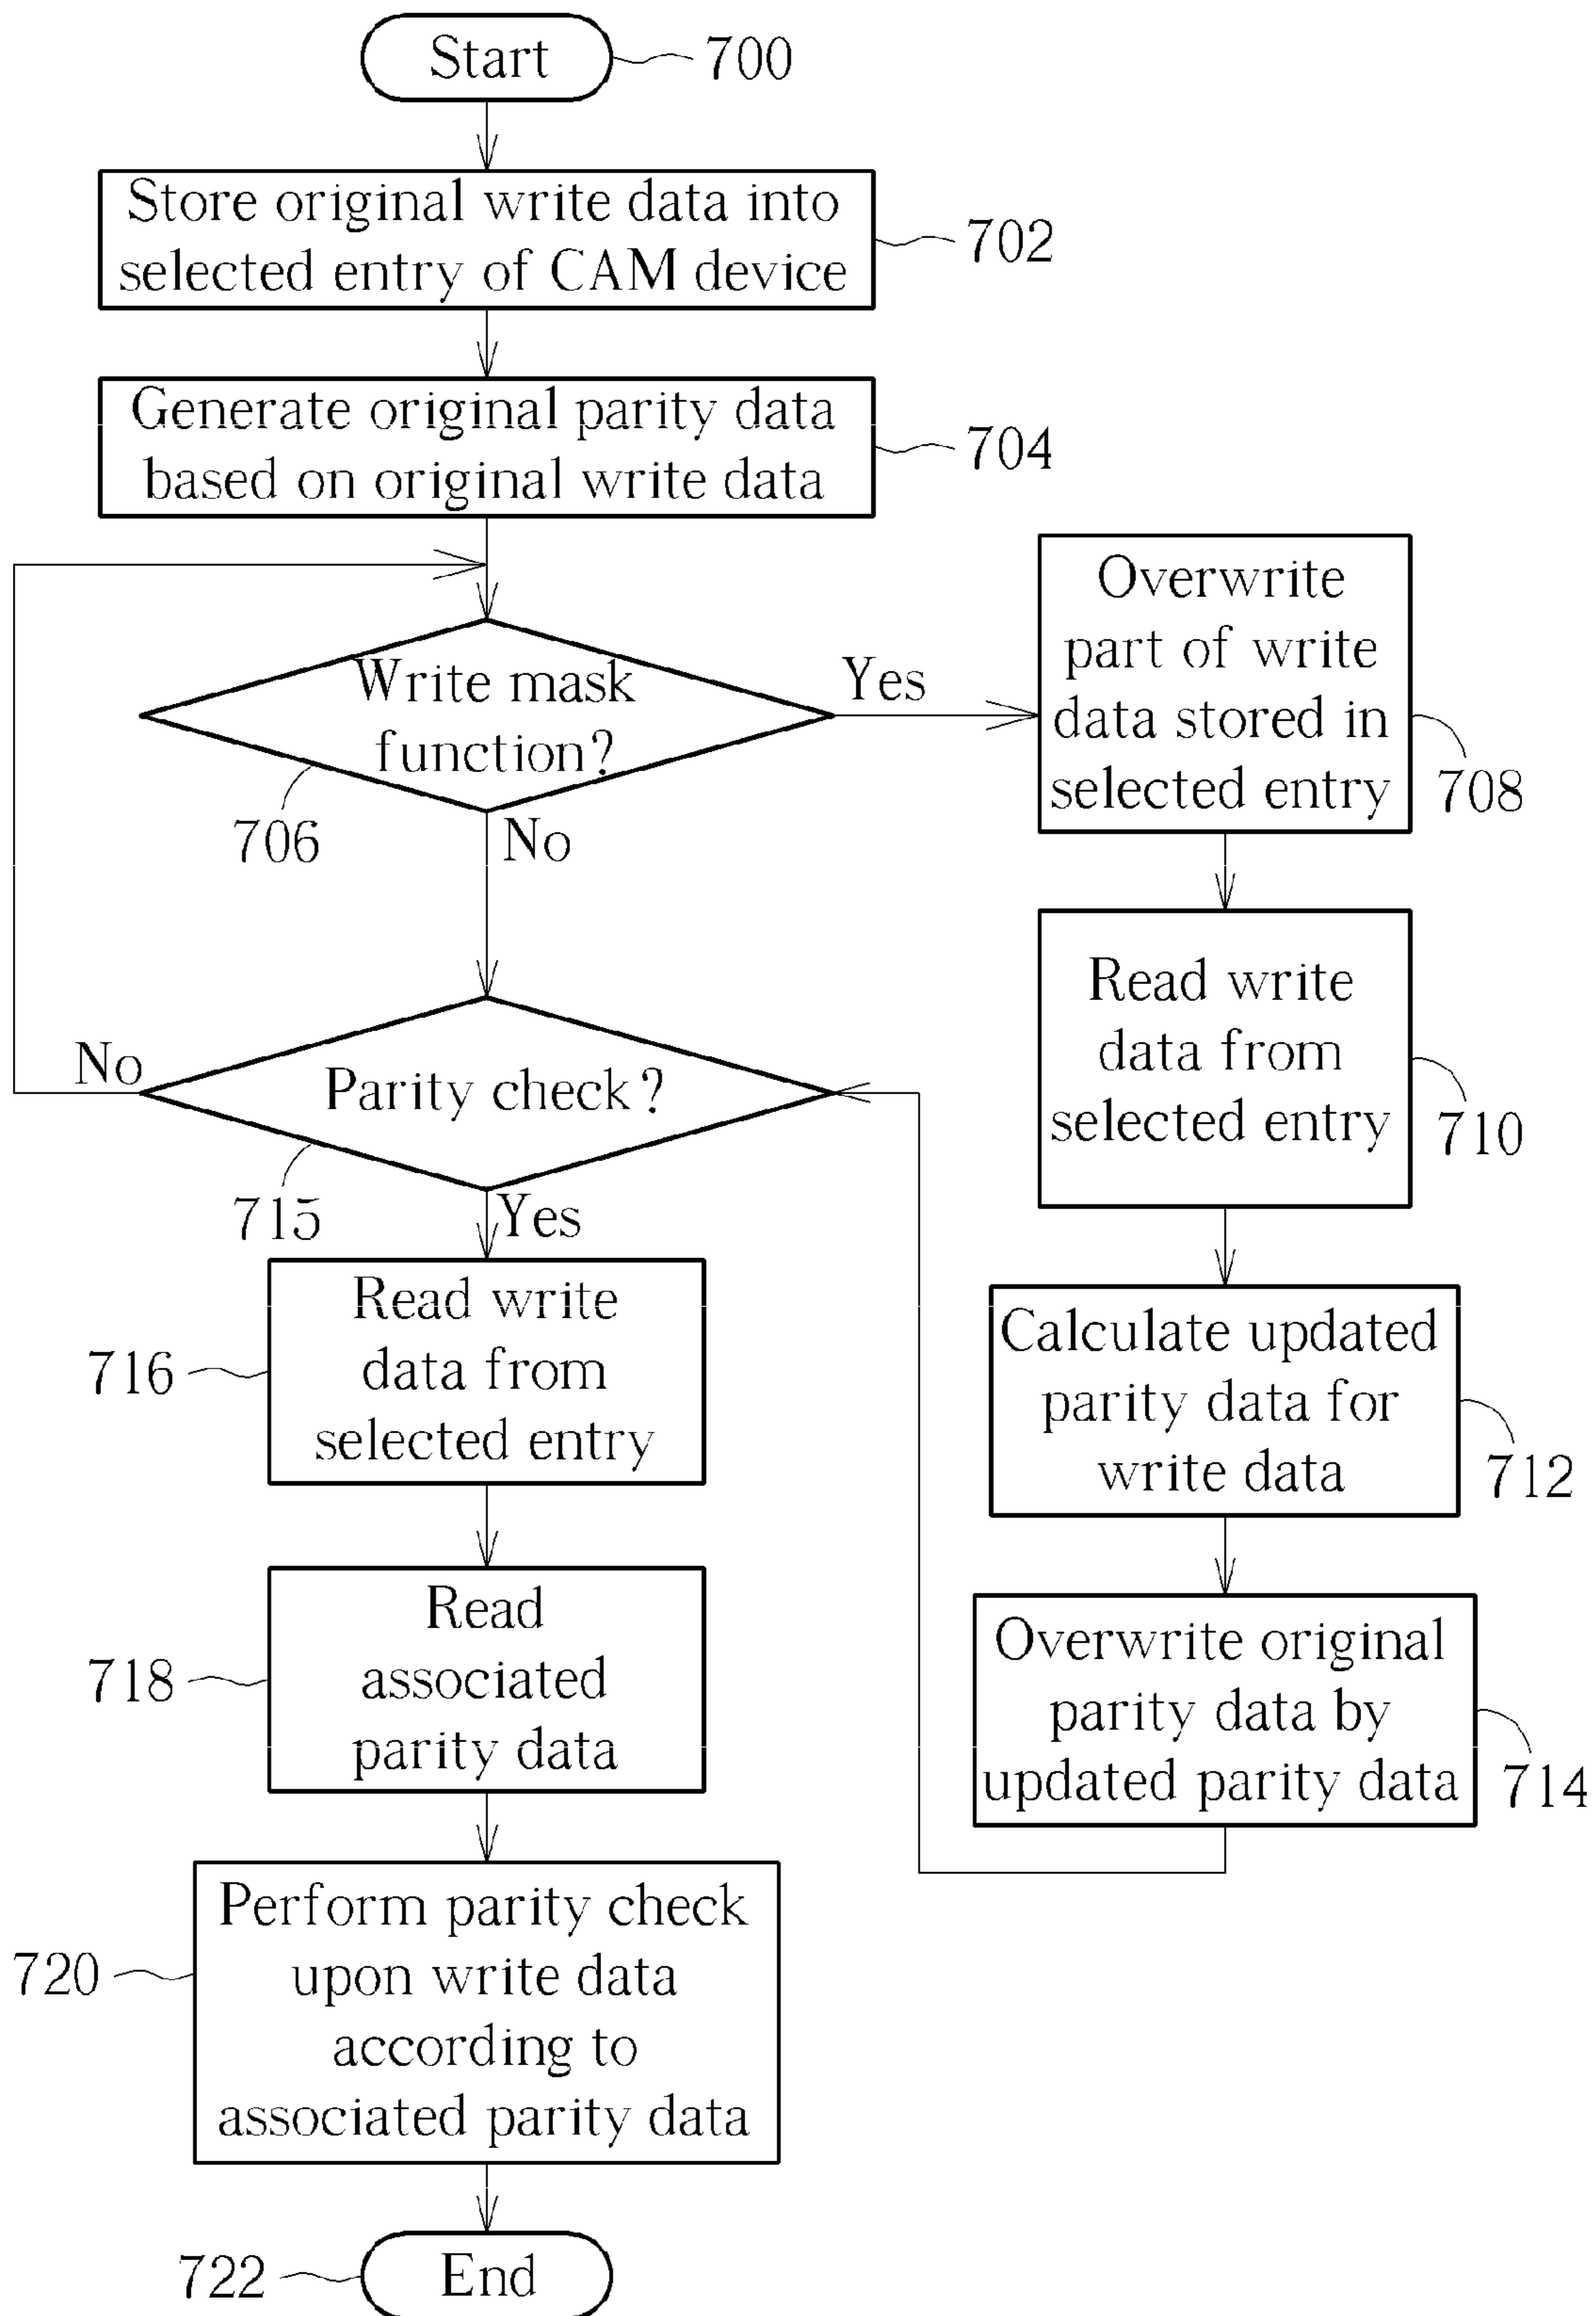 Start
700
Store original write data into
selected entry of CAM device
702
Generate original parity data
based on original write data
704
Write mask
function?
706
Yes
No
Overwrite
part of write
data stored in
selected entry
708
Read write
data from
selected entry
710
Calculate updated
parity data for
write data
712
Overwrite original
parity data by
updated parity data
714
Parity check?
715
No
Yes
Read write
data from
selected entry
716
Read
associated
parity data
718
Perform parity check
upon write data
according to
associated parity data
720
End
722